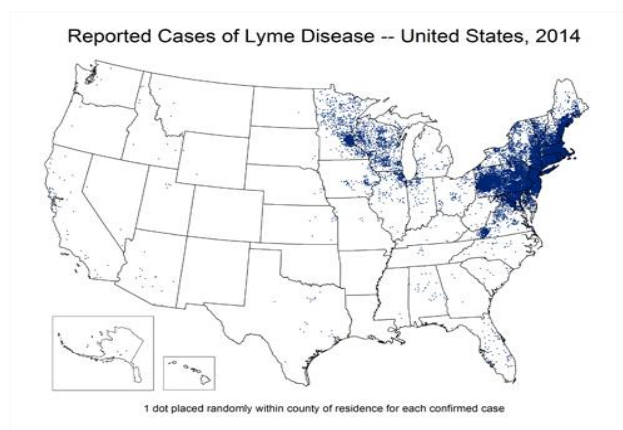 Reported Cases of Lyme Disease -- United States, 2014
1 dot placed randomly within county of residence for each confirmed case